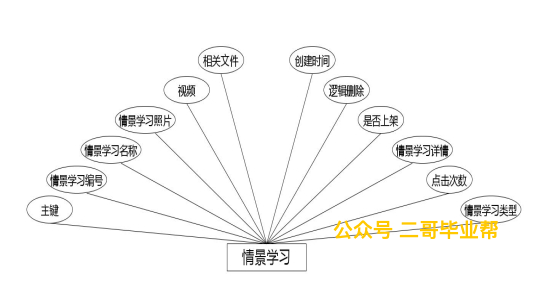 相关文件
创建时间
视频
逻辑删除
情景学习照片
是否上架
情景学习名称
情景学习详情
情景学习编号
点击次数
主键
情景学习类型
公众号 二哥毕业帮
情景学习